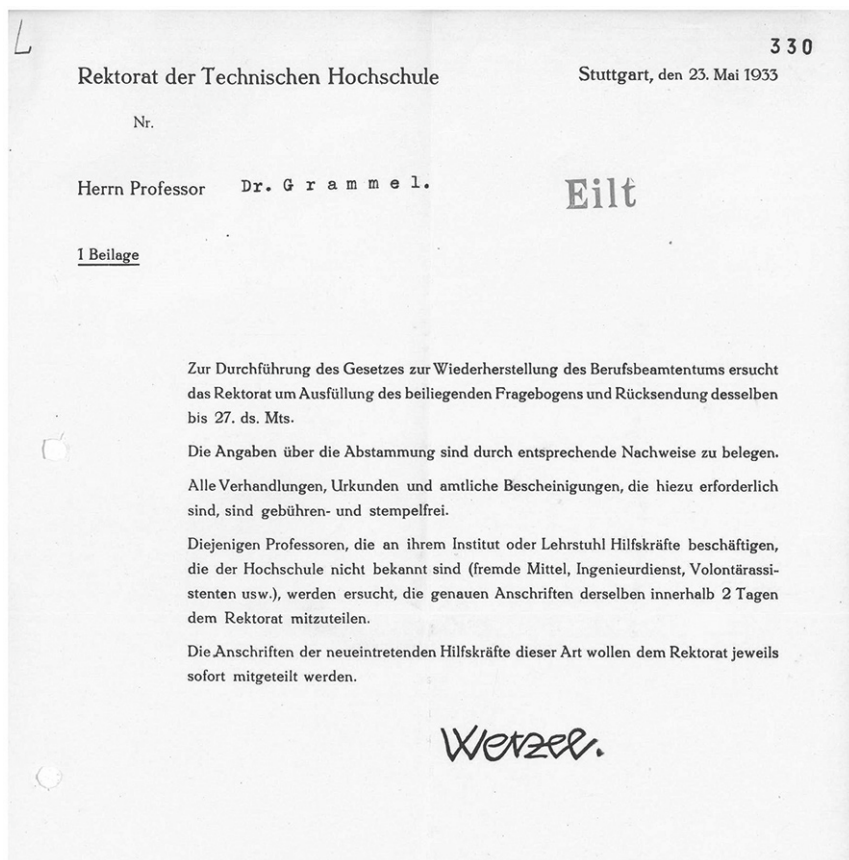 L
330
Rektorat der Technischen Hochschule
Stuttgart, den 23. Mai 1933
Nr.
Herrn Professor Dr. Grammel.
Eilt
1 Beilage
Zur Durchführung des Gesetzes zur Wiederherstellung des Berufsbeamtentums ersucht
das Rektorat um Ausfüllung des beiliegenden Fragebogens und Rücksendung desselben
bis 27. ds. Mts.
Die Angaben über die Abstammung sind durch entsprechende Nachweise zu belegen.
Alle Verhandlungen, Urkunden und amtliche Bescheinigungen, die hiezu erforderlich
sind, sind gebühren- und stempelfrei.
Diejenigen Professoren, die an ihrem Institut oder Lehrstuhl Hilfskräfte beschäftigen,
die der Hochschule nicht bekannt sind (fremde Mittel, Ingenieurdienst, Volontärassi-
stenten usw.), werden ersucht, die genauen Anschriften derselben innerhalb 2 Tagen
dem Rektorat mitzuteilen.
Die Anschriften der neueintretenden Hilfskräfte dieser Art wollen dem Rektorat jeweils
sofort mitgeteilt werden.
Wetzel.